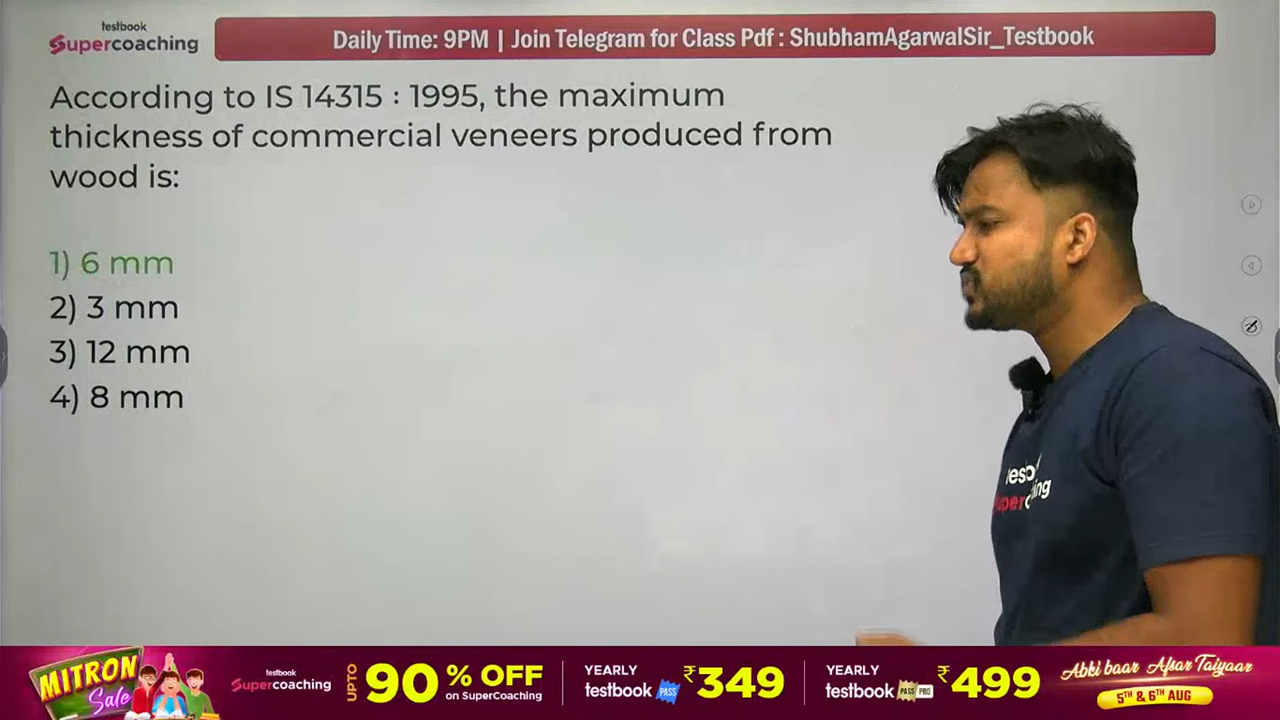 testbook
Supercoaching
Daily Time: 9PM | Join Telegram for Class Pdf : ShubhamAgarwalSir_Testbook
According to IS 14315 : 1995, the maximum
thickness of commercial veneers produced from
wood is:
1) 6 mm
2) 3 mm
3) 12 mm
4) 8 mm
MITRON
Sale
testbook
Supercoaching
UPTO
90 % OFF
on SuperCoaching
YEARLY
testbook PASS
₹349
YEARLY
testbook PASS PRO
₹499
Abki baar Afsar Taiyaar
5TH & 6TH AUG